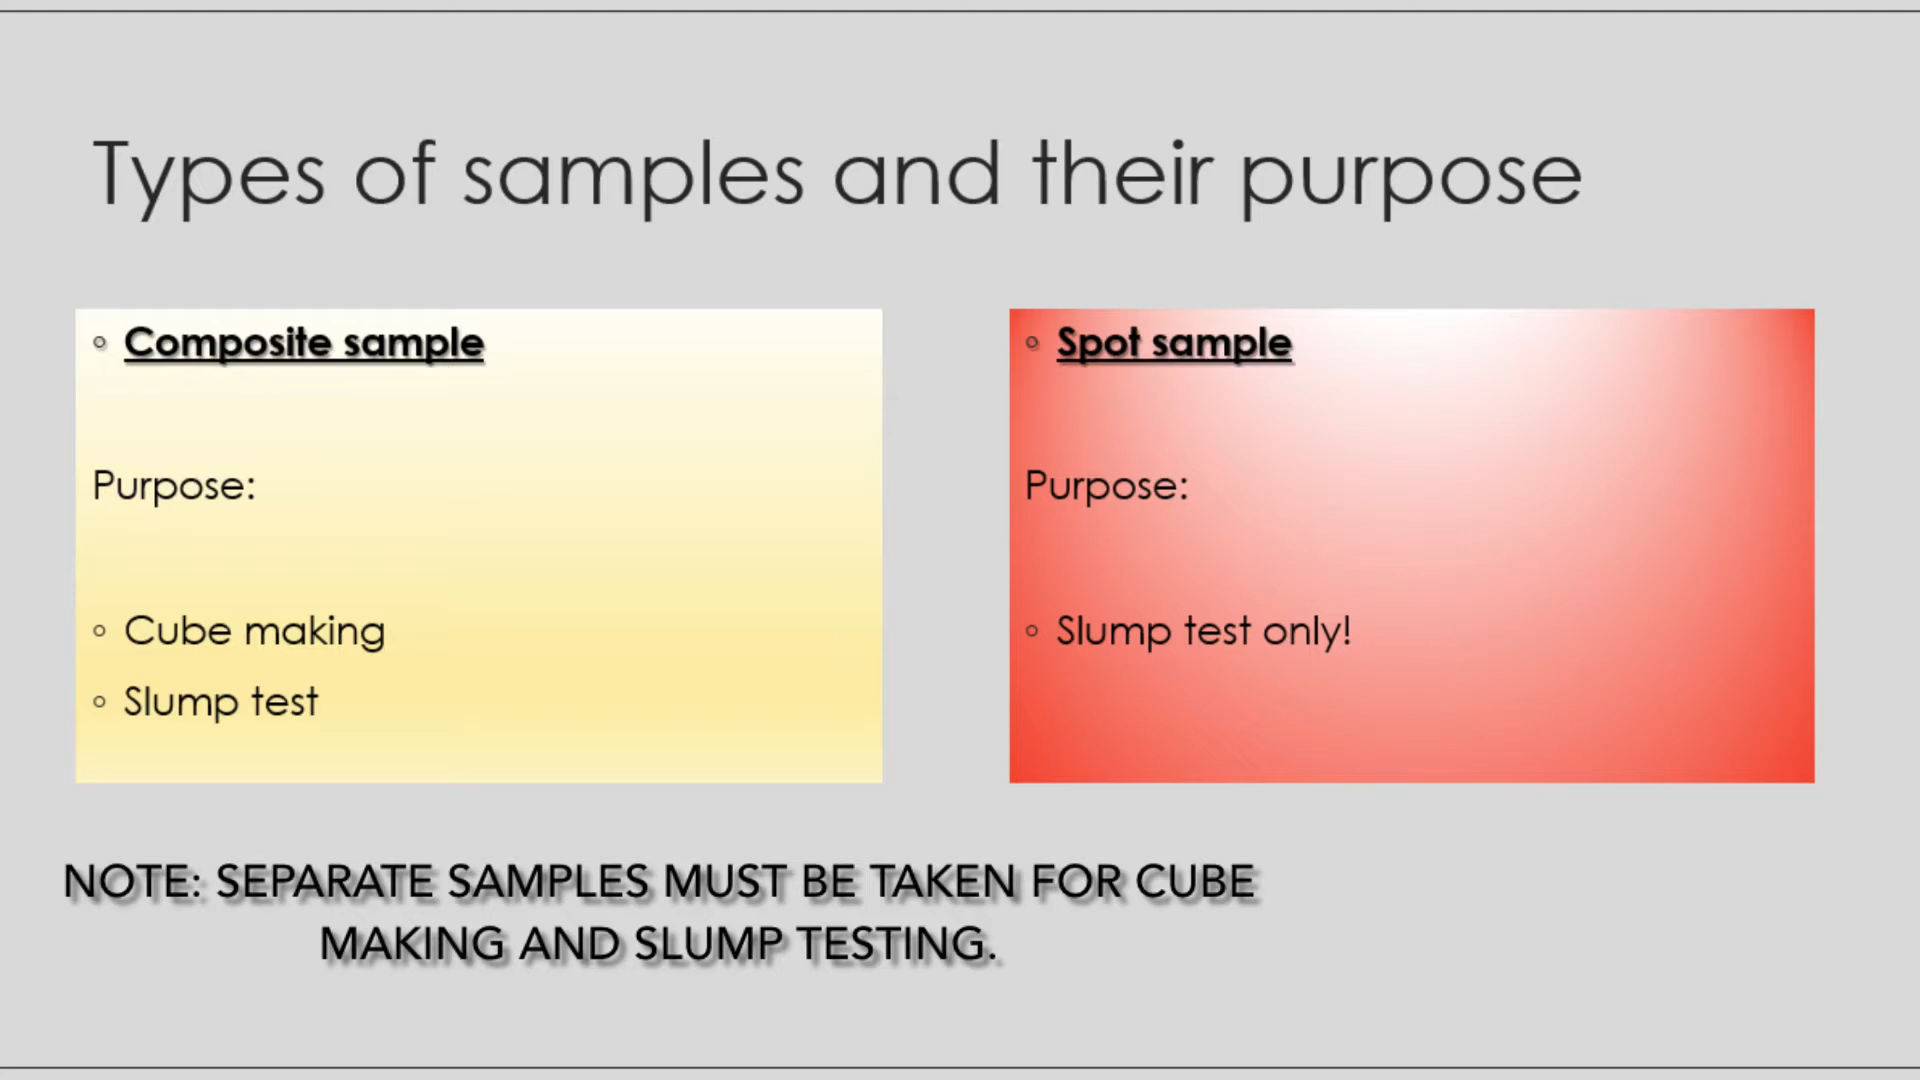 Types of samples and their purpose
◦ Composite sample
Purpose:
◦ Cube making
◦ Slump test
◦ Spot sample
Purpose:
◦ Slump test only!
NOTE: SEPARATE SAMPLES MUST BE TAKEN FOR CUBE
MAKING AND SLUMP TESTING.